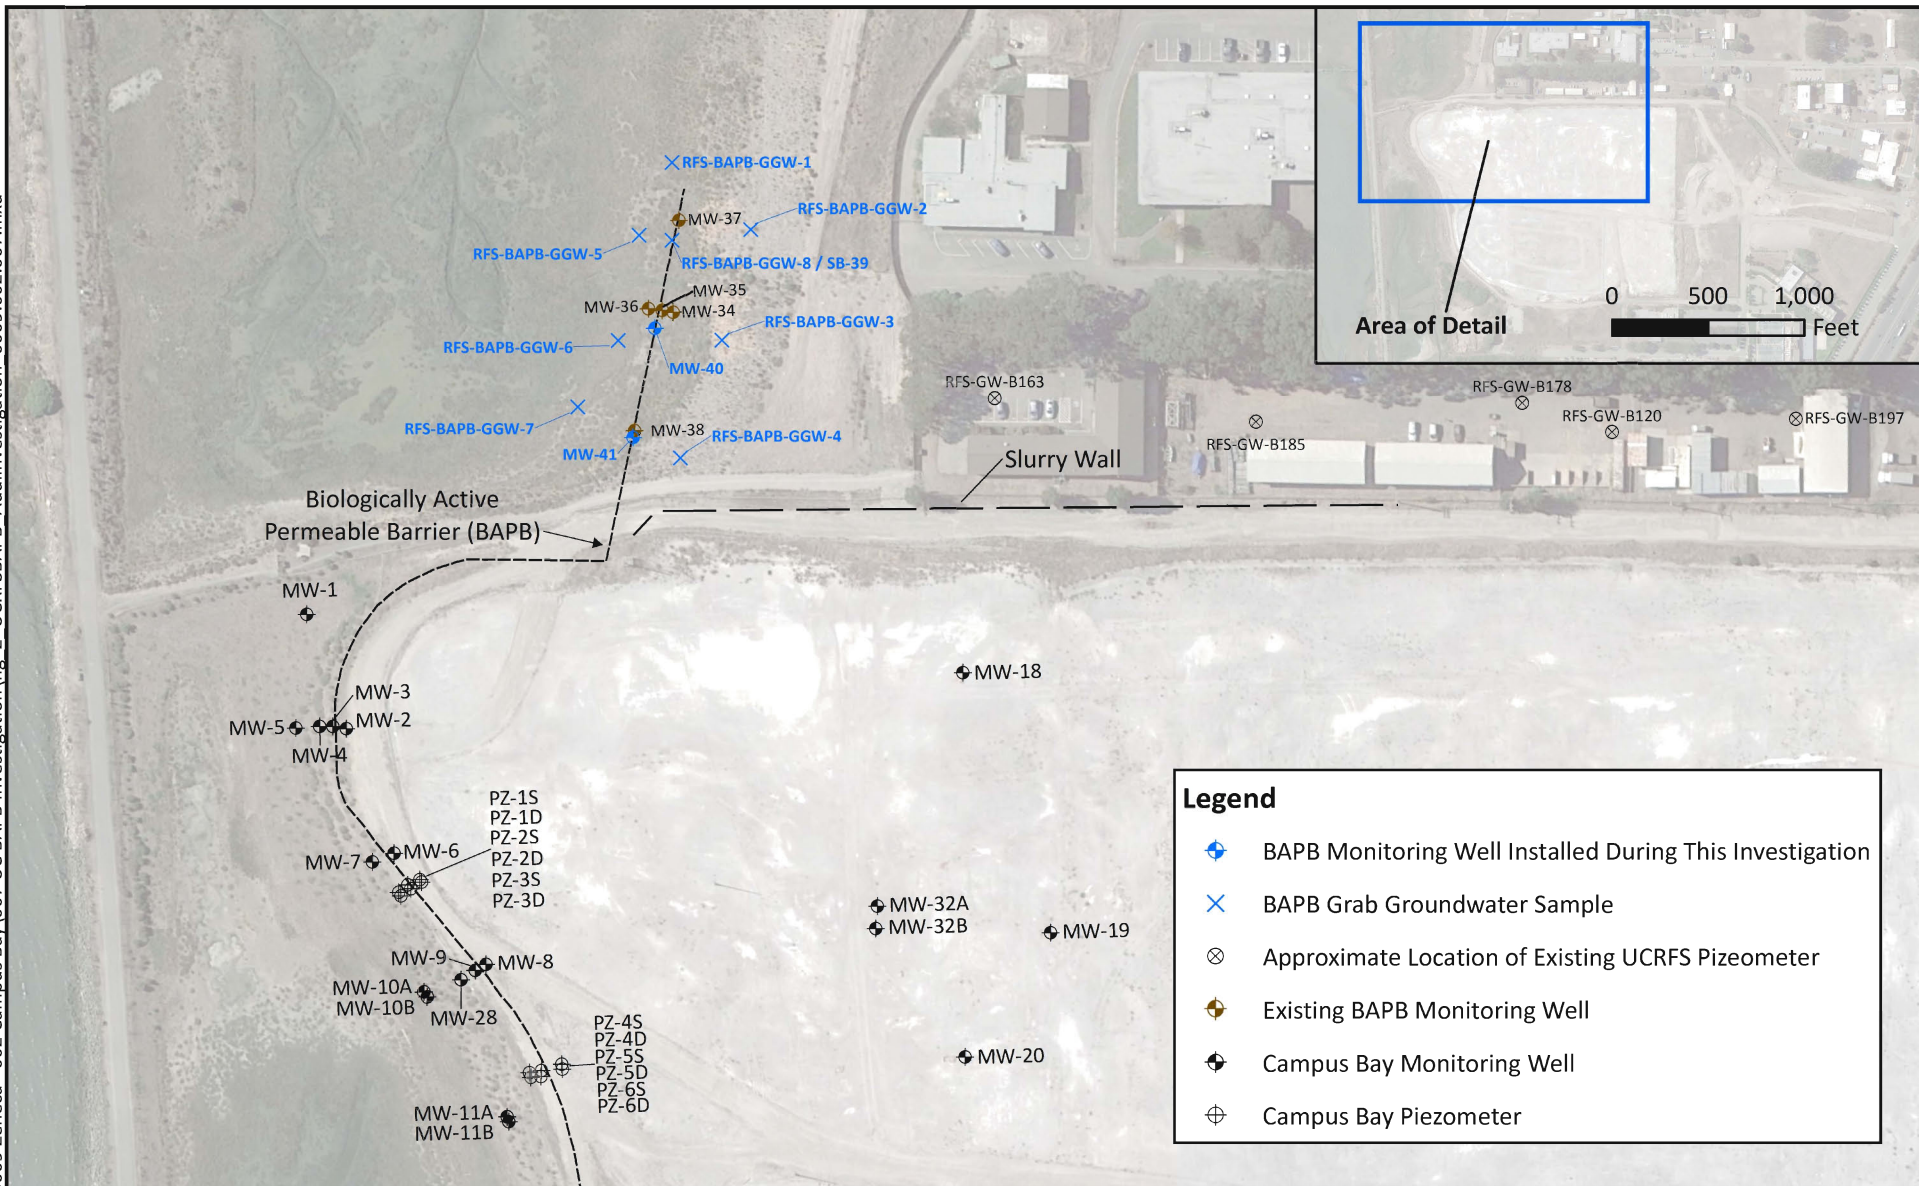 RFS-BAPB-GGW-1
MW-37
RFS-BAPB-GGW-2
RFS-BAPB-GGW-5
RFS-BAPB-GGW-8 / SB-39
MW-35
MW-36
MW-34
RFS-BAPB-GGW-3
RFS-BAPB-GGW-6
MW-40
RFS-BAPB-GGW-7
MW-38
RFS-BAPB-GGW-4
MW-41
0 500 1,000
Feet
Area of Detail
RFS-GW-B163
RFS-GW-B178
RFS-GW-B120
RFS-GW-B197
RFS-GW-B185
Slurry Wall
Biologically Active
Permeable Barrier (BAPB)
MW-1
MW-18
MW-3
MW-2
MW-5
MW-4
PZ-1S
PZ-1D
PZ-2S
PZ-2D
PZ-3S
PZ-3D
MW-6
MW-7
MW-32A
MW-32B
MW-19
MW-9
MW-8
MW-10A
MW-10B
MW-28
PZ-4S
PZ-4D
PZ-5S
PZ-5D
PZ-6S
PZ-6D
MW-20
MW-11A
MW-11B
Legend
BAPB Monitoring Well Installed During This Investigation
BAPB Grab Groundwater Sample
Approximate Location of Existing UCRFS Pizeometer
Existing BAPB Monitoring Well
Campus Bay Monitoring Well
Campus Bay Piezometer